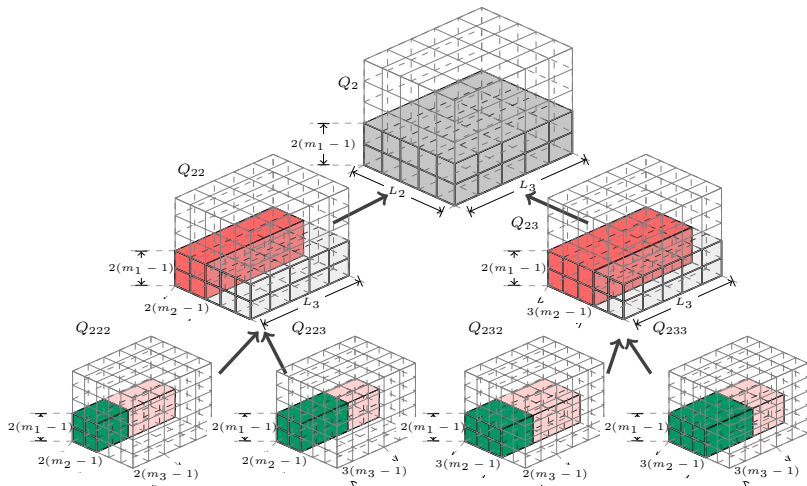 Q2
2(m1 − 1)
L2
L3
Q22
2(m1 − 1)
2(m2 − 1)
L3
Q23
2(m1 − 1)
3(m2 − 1)
L3
Q222
2(m1 − 1)
2(m2 − 1)
2(m3 − 1)
Q223
2(m1 − 1)
2(m2 − 1)
3(m3 − 1)
Q232
2(m1 − 1)
3(m2 − 1)
2(m3 − 1)
Q233
2(m1 − 1)
3(m2 − 1)
3(m3 − 1)